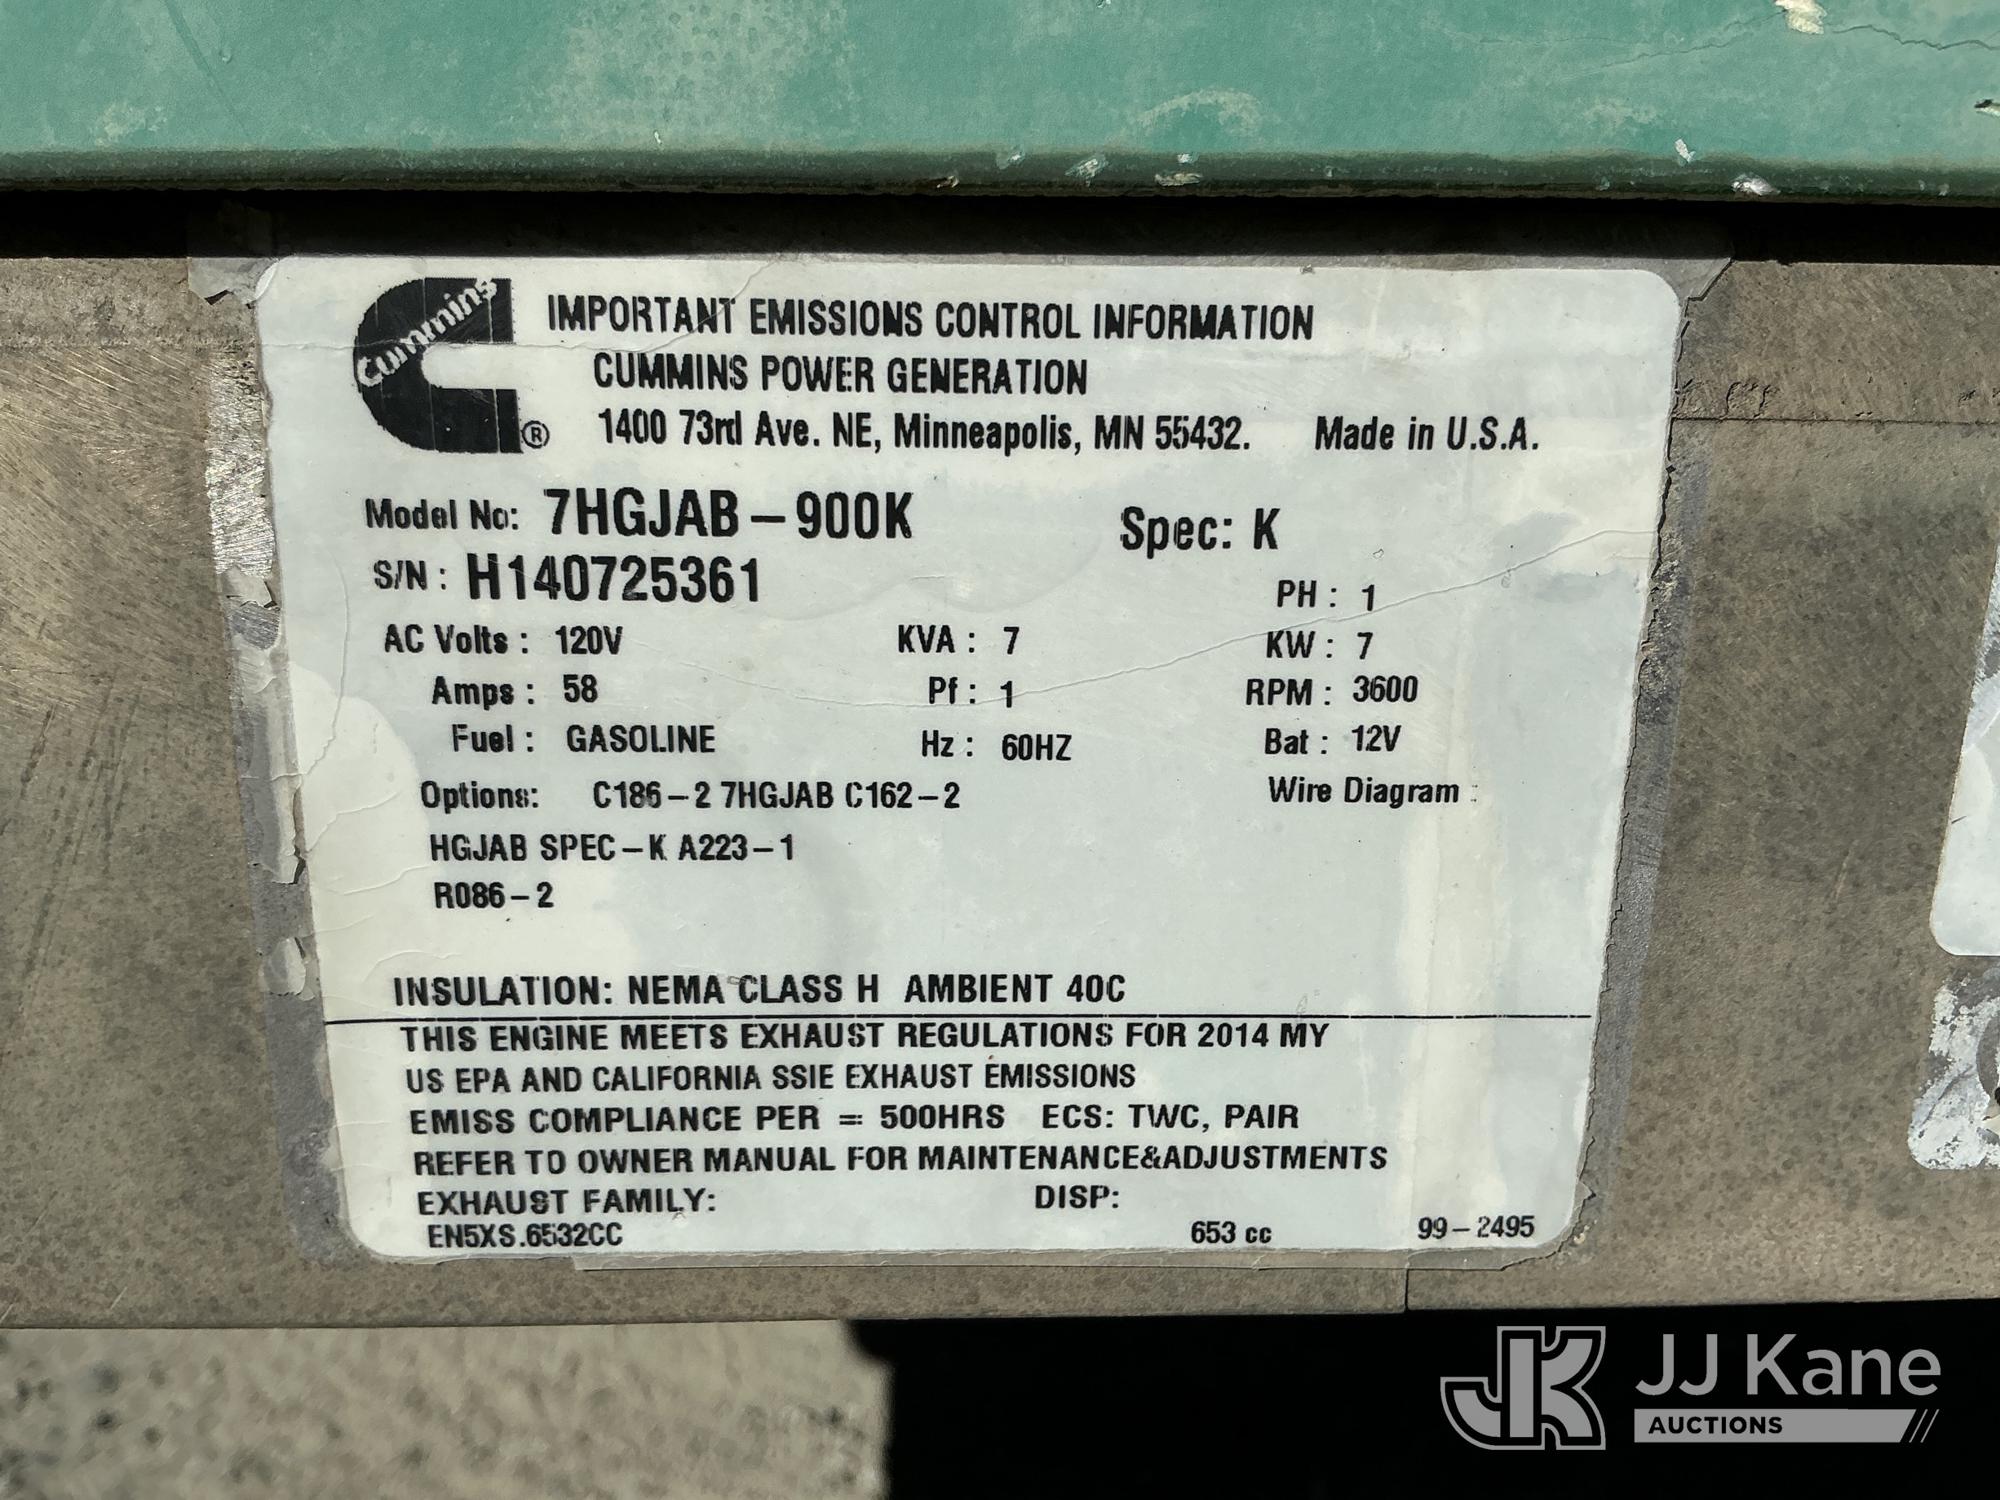 Cummins
®
IMPORTANT EMISSIONS CONTROL INFORMATION
CUMMINS POWER GENERATION
1400 73rd Ave. NE, Minneapolis, MN 55432. Made in U.S.A.
Model No: 7HGJAB-900K Spec: K
S/N: H140725361 PH: 1
AC Volts: 120V KVA: 7 KW: 7
Amps: 58 Pf: 1 RPM: 3600
Fuel: GASOLINE Hz: 60HZ Bat: 12V
Options: C186-2 7HGJAB C162-2 Wire Diagram:
HGJAB SPEC-K A223-1
R086-2
INSULATION: NEMA CLASS H AMBIENT 40C
THIS ENGINE MEETS EXHAUST REGULATIONS FOR 2014 MY
US EPA AND CALIFORNIA SSIE EXHAUST EMISSIONS
EMISS COMPLIANCE PER = 500HRS ECS: TWC, PAIR
REFER TO OWNER MANUAL FOR MAINTENANCE&ADJUSTMENTS
EXHAUST FAMILY: DISP:
EN5XS.6532CC 653 cc 99-2495
JK JJ Kane
AUCTIONS